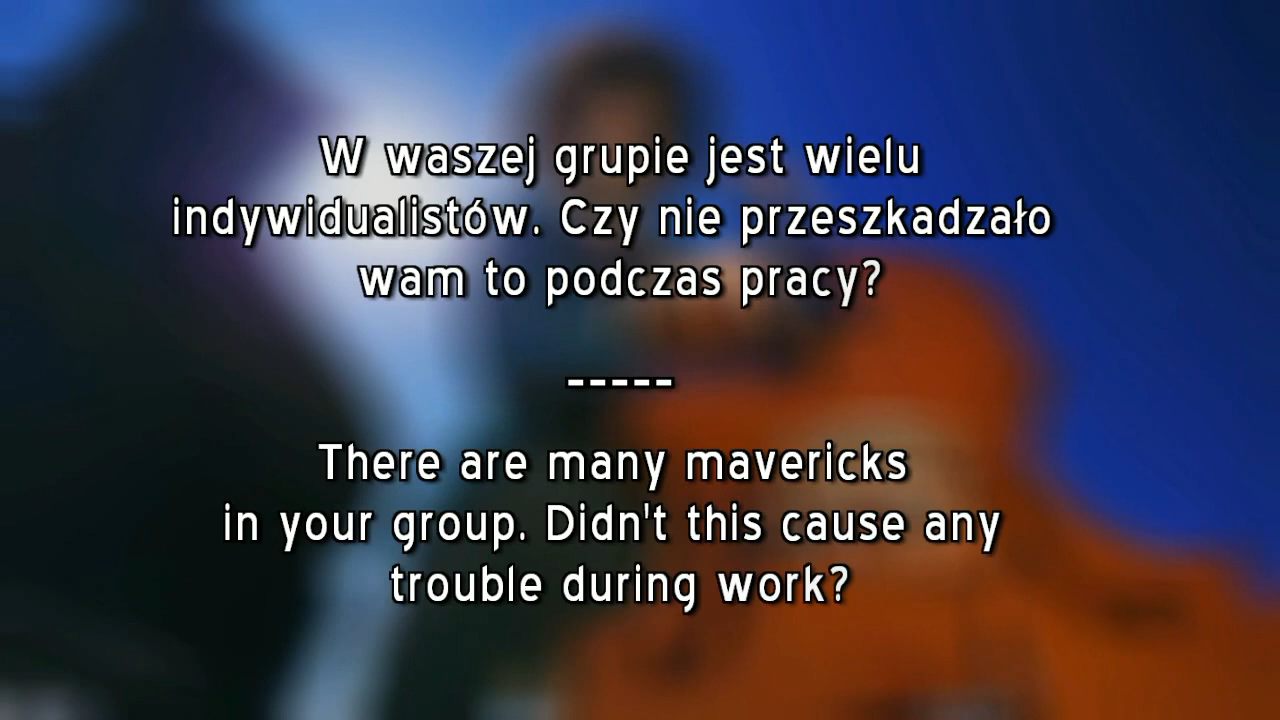 W waszej grupie jest wielu
indywidualistów. Czy nie przeszkadzało
wam to podczas pracy?
-----
There are many mavericks
in your group. Didn't this cause any
trouble during work?